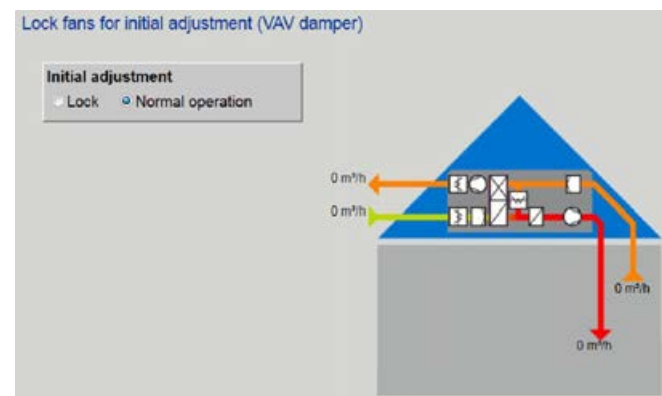 Lock fans for initial adjustment (VAV damper)
Initial adjustment
Lock Normal operation
0 m³/h
0 m³/h
0 m³/h
0 m³/h